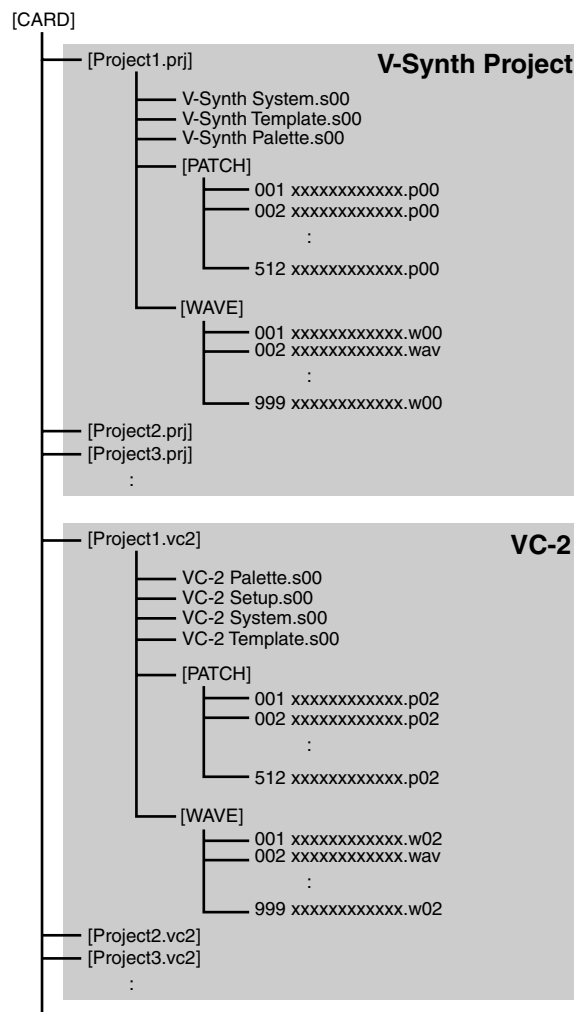 [CARD]
[Project1.prj]
V-Synth Project
V-Synth System.s00
V-Synth Template.s00
V-Synth Palette.s00
[PATCH]
001 xxxxxxxxxxxx.p00
002 xxxxxxxxxxxx.p00
:
512 xxxxxxxxxxxx.p00
[WAVE]
001 xxxxxxxxxxxx.w00
002 xxxxxxxxxxxx.wav
:
999 xxxxxxxxxxxx.w00
[Project2.prj]
[Project3.prj]
:
[Project1.vc2]
VC-2
VC-2 Palette.s00
VC-2 Setup.s00
VC-2 System.s00
VC-2 Template.s00
[PATCH]
001 xxxxxxxxxxxx.p02
002 xxxxxxxxxxxx.p02
:
512 xxxxxxxxxxxx.p02
[WAVE]
001 xxxxxxxxxxxx.w02
002 xxxxxxxxxxxx.wav
:
999 xxxxxxxxxxxx.w02
[Project2.vc2]
[Project3.vc2]
: